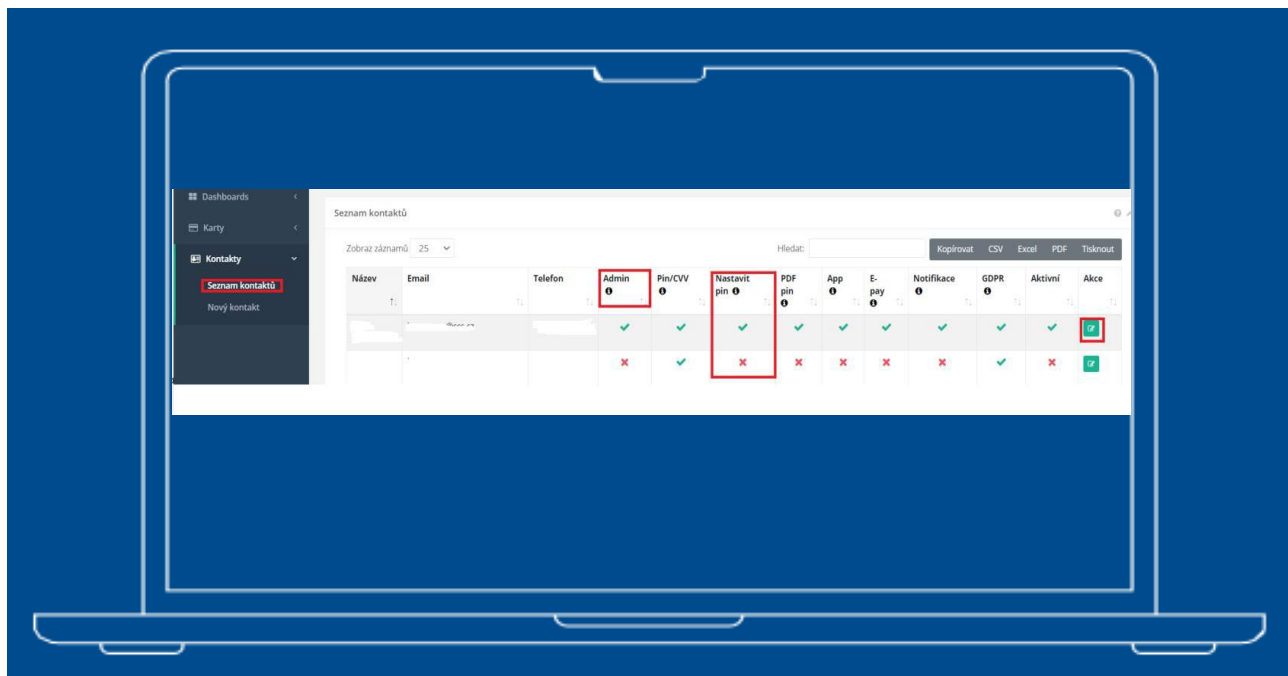 Dashboards
Karty
Kontakty
Seznam kontaktů
Nový kontakt
Seznam kontaktů
Zobraz záznamů 25
Hledat:
Kopírovat CSV Excel PDF Tisknout
Název Email Telefon Admin Pin/CVV Nastavit pin PDF pin App E-pay Notifikace GDPR Aktivní Akce